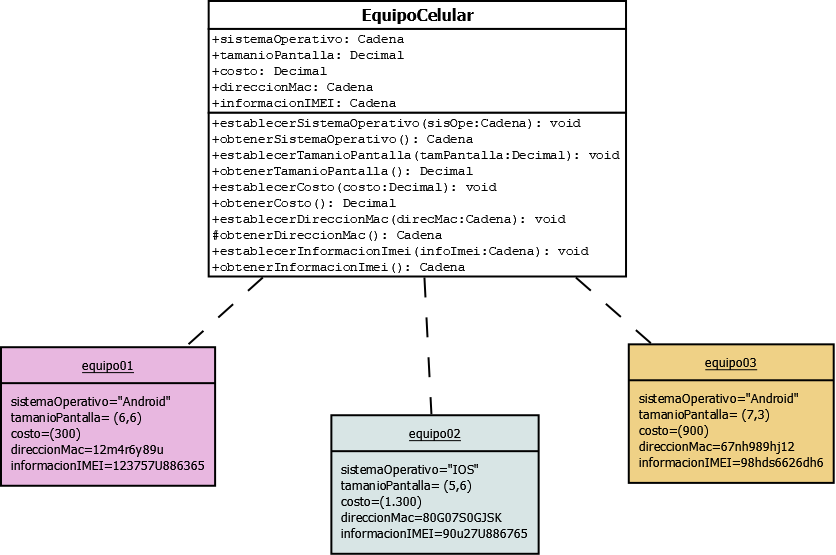 EquipoCelular
+sistemaOperativo: Cadena
+tamanioPantalla: Decimal
+costo: Decimal
+direccionMac: Cadena
+informacionIMEI: Cadena
+establecerSistemaOperativo(sisOpe:Cadena): void
+obtenerSistemaOperativo(): Cadena
+establecerTamanioPantalla(tamPantalla:Decimal): void
+obtenerTamanioPantalla(): Decimal
+establecerCosto(costo:Decimal): void
+obtenerCosto(): Decimal
+establecerDireccionMac(direcMac:Cadena): void
#obtenerDireccionMac(): Cadena
+establecerInformacionImei(infoImei:Cadena): void
+obtenerInformacionImei(): Cadena
equipo01
sistemaOperativo="Android"
tamanioPantalla= (6,6)
costo=(300)
direccionMac=12m4r6y89u
informacionIMEI=123757U886365
equipo02
sistemaOperativo="IOS"
tamanioPantalla= (5,6)
costo=(1.300)
direccionMac=80G07S0GJSK
informacionIMEI=90u27U886765
equipo03
sistemaOperativo="Android"
tamanioPantalla= (7,3)
costo=(900)
direccionMac=67nh989hj12
informacionIMEI=98hds6626dh6